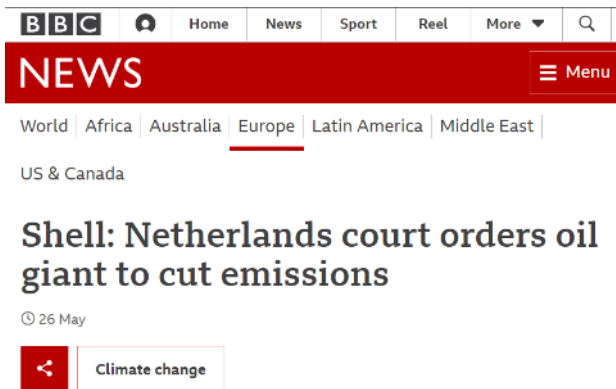 BBC Home News Sport Reel More
NEWS Menu
World Africa Australia Europe Latin America Middle East
US & Canada
Shell: Netherlands court orders oil
giant to cut emissions
26 May
Climate change